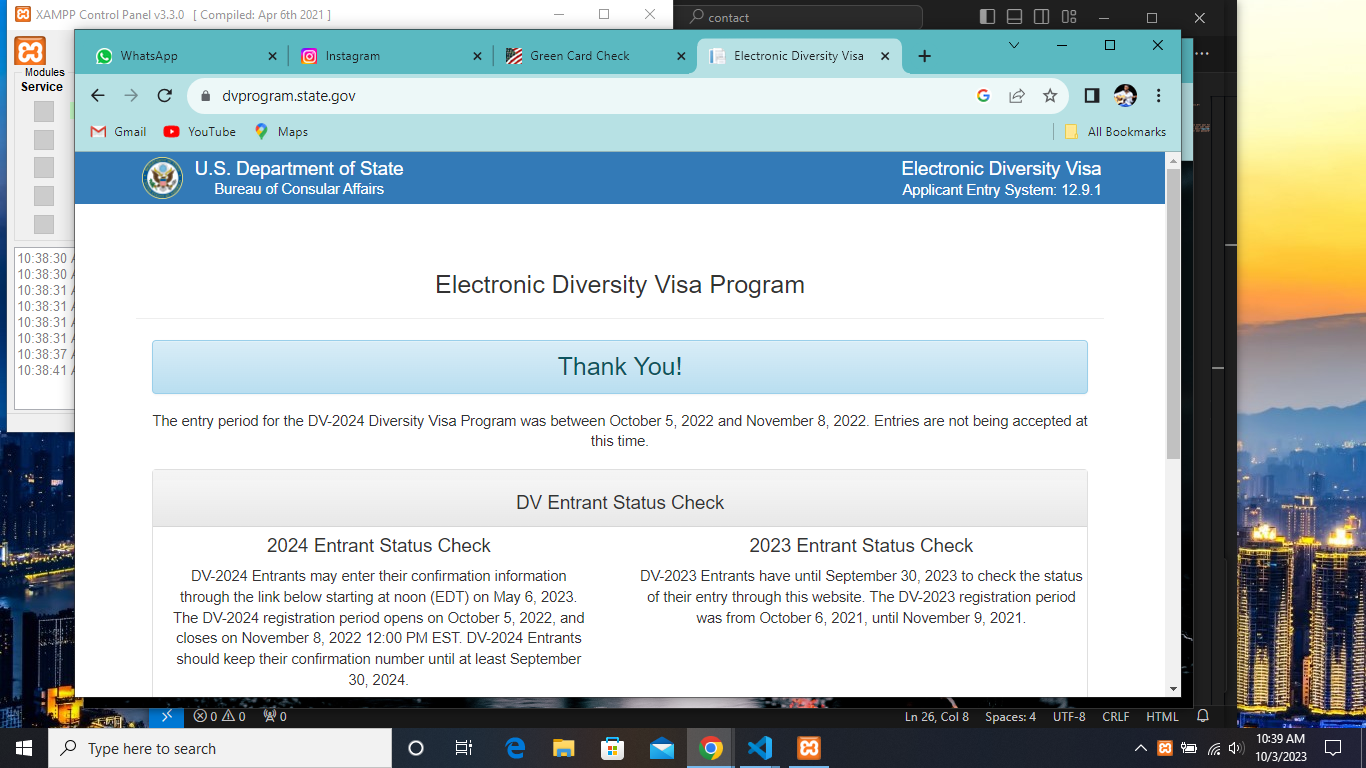 XAMPP Control Panel v3.3.0 [ Compiled: Apr 6th 2021 ]
contact
WhatsApp
Instagram
Green Card Check
Electronic Diversity Visa
Modules
Service
dvprogram.state.gov
Gmail
YouTube
Maps
All Bookmarks
U.S. Department of State
Bureau of Consular Affairs
Electronic Diversity Visa
Applicant Entry System: 12.9.1
Electronic Diversity Visa Program
Thank You!
The entry period for the DV-2024 Diversity Visa Program was between October 5, 2022 and November 8, 2022. Entries are not being accepted at
this time.
DV Entrant Status Check
2024 Entrant Status Check
DV-2024 Entrants may enter their confirmation information
through the link below starting at noon (EDT) on May 6, 2023.
The DV-2024 registration period opens on October 5, 2022, and
closes on November 8, 2022 12:00 PM EST. DV-2024 Entrants
should keep their confirmation number until at least September
30, 2024.
2023 Entrant Status Check
DV-2023 Entrants have until September 30, 2023 to check the status
of their entry through this website. The DV-2023 registration period
was from October 6, 2021, until November 9, 2021.
10:38:30
10:38:30
10:38:31
10:38:31
10:38:31
10:38:31
10:38:37
10:38:41
0 0 0
Ln 26, Col 8 Spaces: 4 UTF-8 CRLF HTML
Type here to search
10:39 AM
10/3/2023